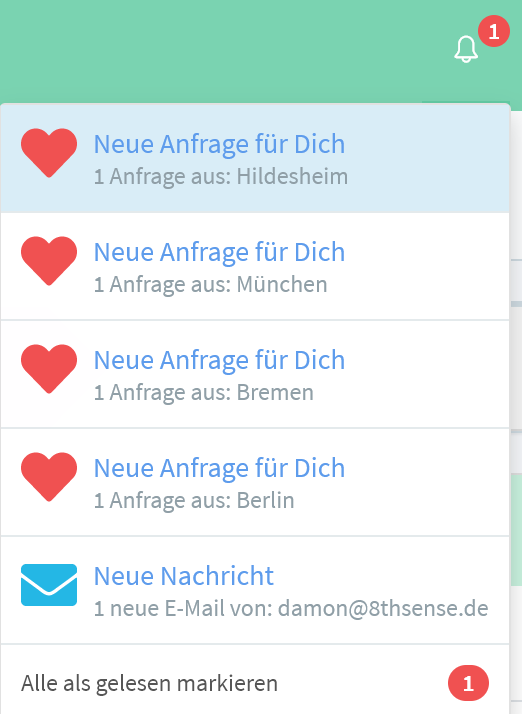 1
Neue Anfrage für Dich
1 Anfrage aus: Hildesheim
Neue Anfrage für Dich
1 Anfrage aus: München
Neue Anfrage für Dich
1 Anfrage aus: Bremen
Neue Anfrage für Dich
1 Anfrage aus: Berlin
Neue Nachricht
1 neue E-Mail von: damon@8thsense.de
Alle als gelesen markieren 1